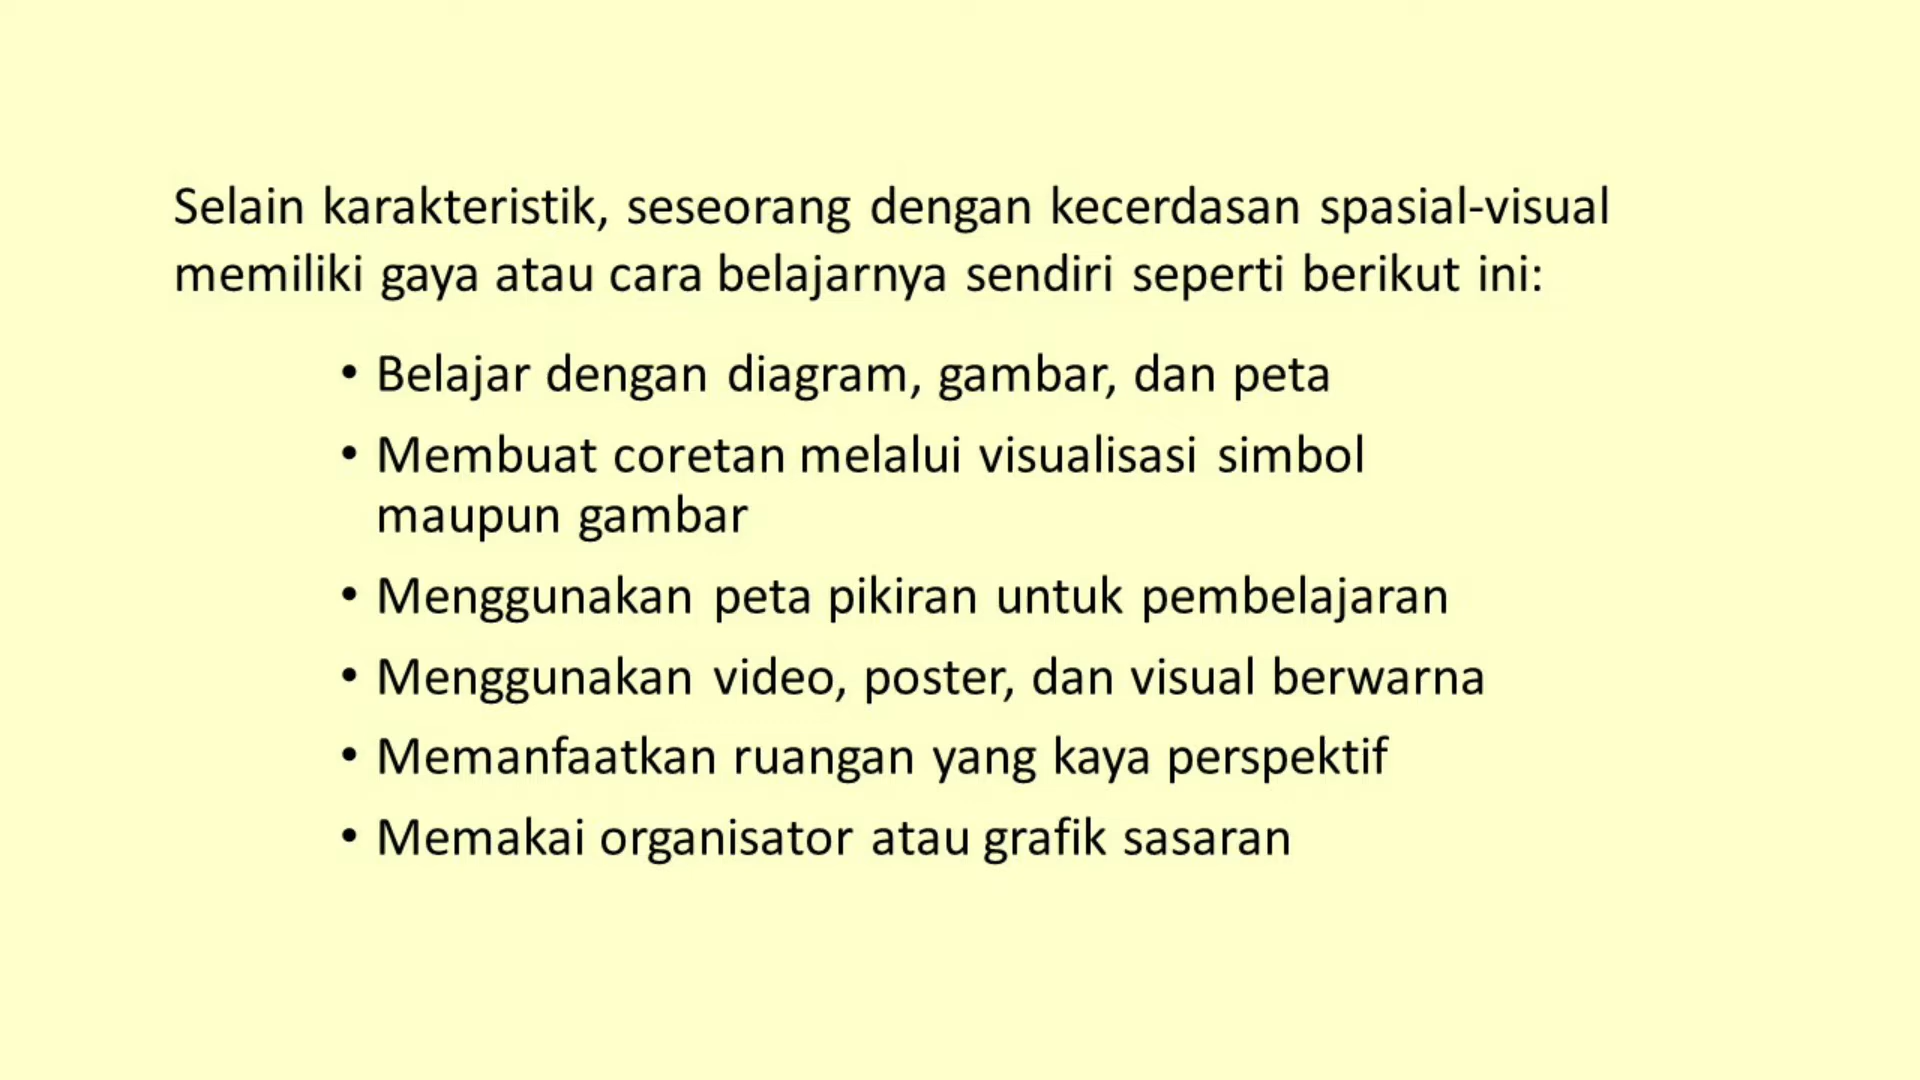 Selain karakteristik, seseorang dengan kecerdasan spasial-visual
memiliki gaya atau cara belajarnya sendiri seperti berikut ini:
• Belajar dengan diagram, gambar, dan peta
• Membuat coretan melalui visualisasi simbol
maupun gambar
• Menggunakan peta pikiran untuk pembelajaran
• Menggunakan video, poster, dan visual berwarna
• Memanfaatkan ruangan yang kaya perspektif
• Memakai organisator atau grafik sasaran